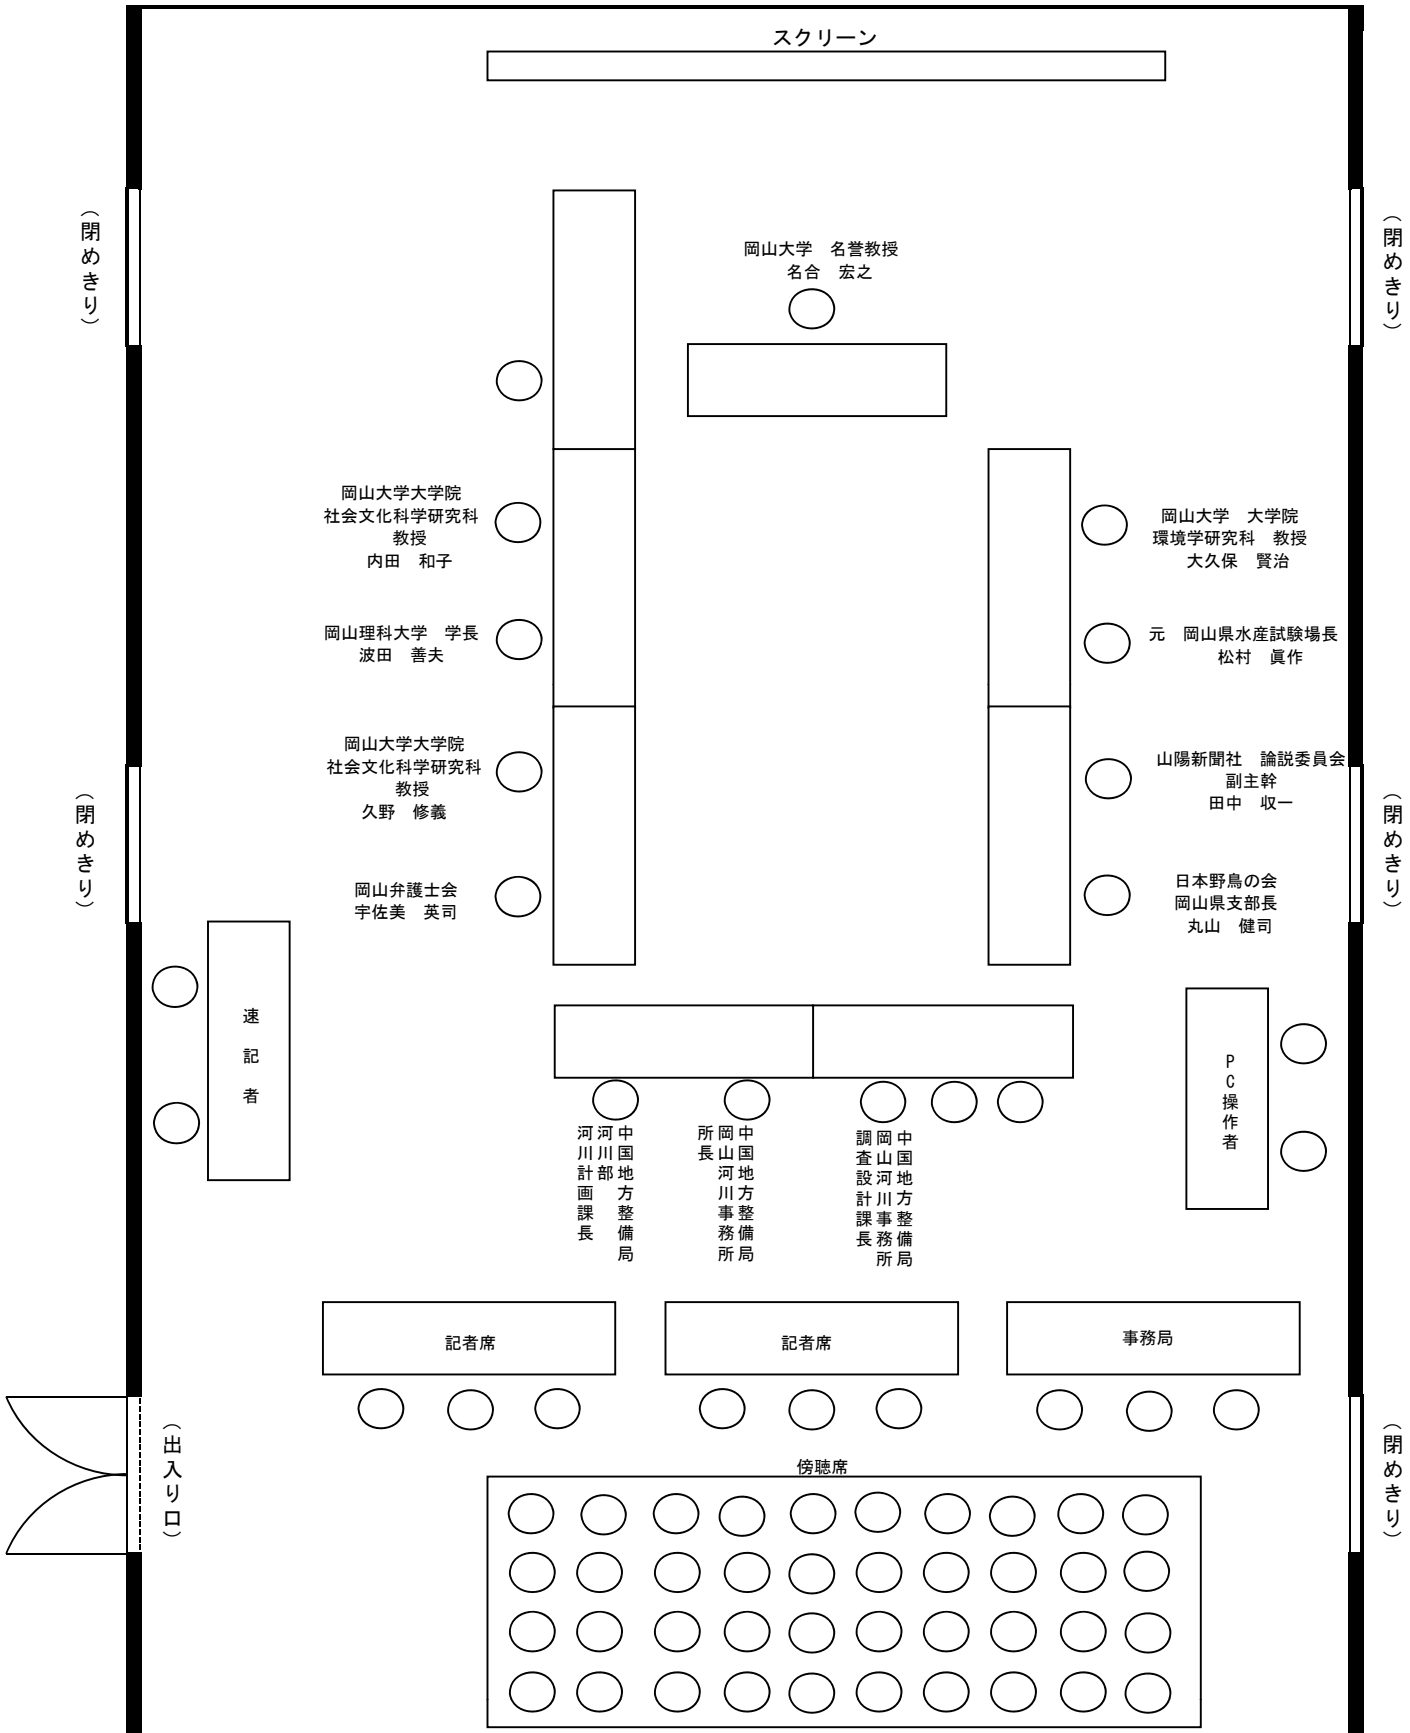 スクリーン
（閉めきり）
（閉めきり）
岡山大学　名誉教授
名合　宏之
岡山大学大学院
社会文化科学研究科
教授
内田　和子
岡山大学　大学院
環境学研究科　教授
大久保　賢治
岡山理科大学　学長
波田　善夫
元　岡山県水産試験場長
松村　眞作
岡山大学大学院
社会文化科学研究科
教授
久野　修義
山陽新聞社　論説委員会
副主幹
田中　収一
（閉めきり）
（閉めきり）
岡山弁護士会
宇佐美　英司
日本野鳥の会
岡山県支部長
丸山　健司
速記者
PC操作者
中国地方整備局
河川部
河川計画課長
中国地方整備局
岡山河川事務所
所長
中国地方整備局
岡山河川事務所
調査設計課長
記者席
記者席
事務局
（出入り口）
（閉めきり）
傍聴席